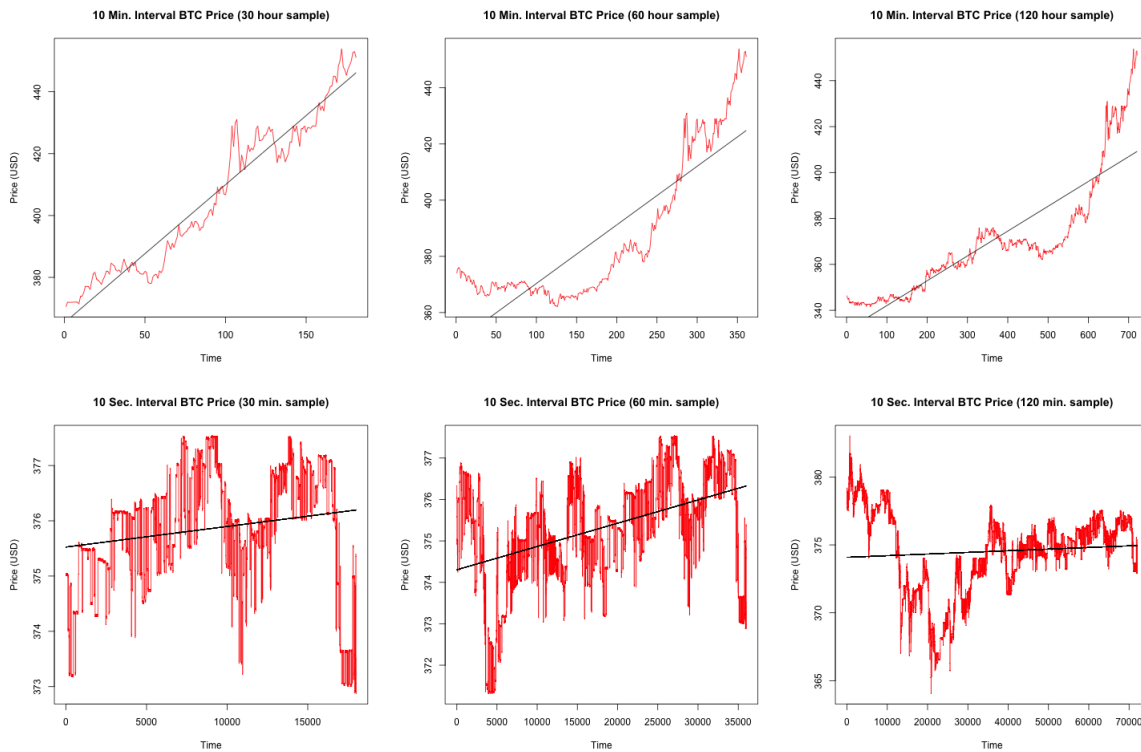 10 Min. Interval BTC Price (30 hour sample)
Price (USD)
380 400 420 440
0 50 100 150
Time
10 Min. Interval BTC Price (60 hour sample)
Price (USD)
360 380 400 420 440
0 50 100 150 200 250 300 350
Time
10 Min. Interval BTC Price (120 hour sample)
Price (USD)
340 360 380 400 420 440
0 100 200 300 400 500 600 700
Time
10 Sec. Interval BTC Price (30 min. sample)
Price (USD)
373 374 375 376 377
0 5000 10000 15000
Time
10 Sec. Interval BTC Price (60 min. sample)
Price (USD)
372 373 374 375 376 377
0 5000 10000 15000 20000 25000 30000 35000
Time
10 Sec. Interval BTC Price (120 min. sample)
Price (USD)
365 370 375 380
0 10000 20000 30000 40000 50000 60000 70000
Time